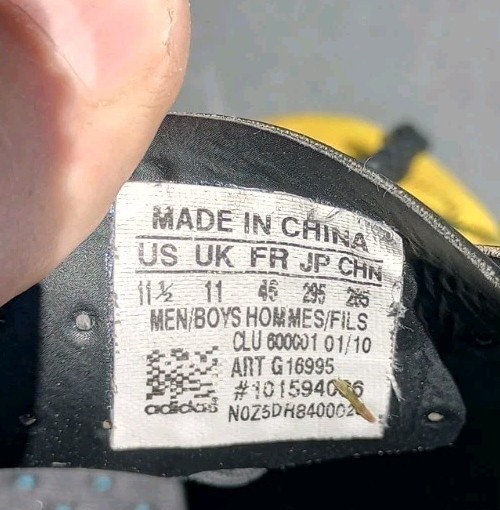 MADE IN CHINA
US UK FR JP CHN
11½ 11 46 295 295
MEN/BOYS HOMMES/FILS
CLU 600001 01/10
ART G16995
adidas